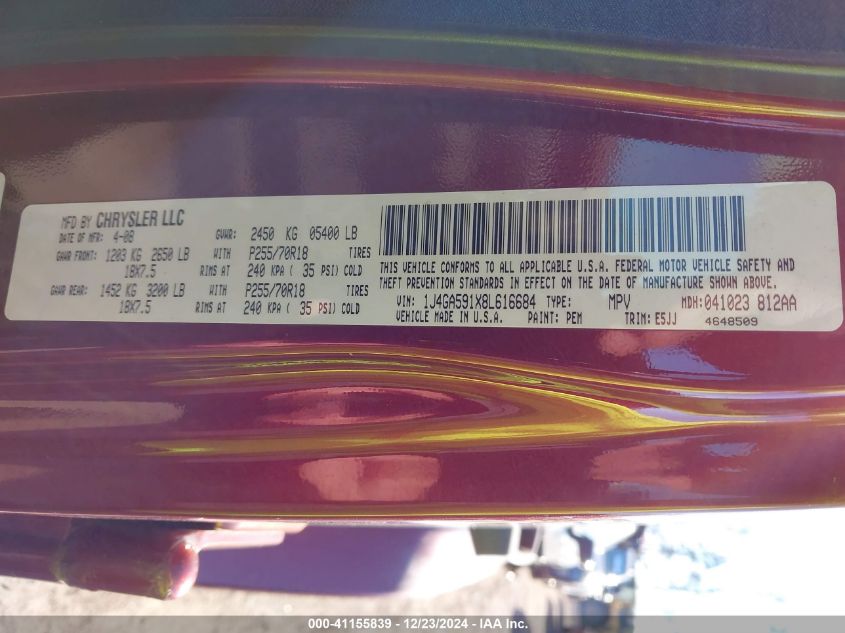 MFD BY CHRYSLER LLC
DATE OF MFR: 4-08 GVWR: 2450 KG 05400 LB
GAWR FRONT: 1203 KG 2650 LB WITH P255/70R18 TIRES
18X7.5 RIMS AT 240 KPA ( 35 PSI) COLD
GAWR REAR: 1452 KG 3200 LB WITH P255/70R18 TIRES
18X7.5 RIMS AT 240 KPA ( 35 PSI) COLD
THIS VEHICLE CONFORMS TO ALL APPLICABLE U.S.A. FEDERAL MOTOR VEHICLE SAFETY AND
THEFT PREVENTION STANDARDS IN EFFECT ON THE DATE OF MANUFACTURE SHOWN ABOVE.
VIN: 1J4GA591X8L616684 TYPE: MPV MDH: 041023 812AA
VEHICLE MADE IN U.S.A. PAINT: PEM TRIM: E5JJ 4648509
000-41155839 - 12/23/2024 - IAA Inc.